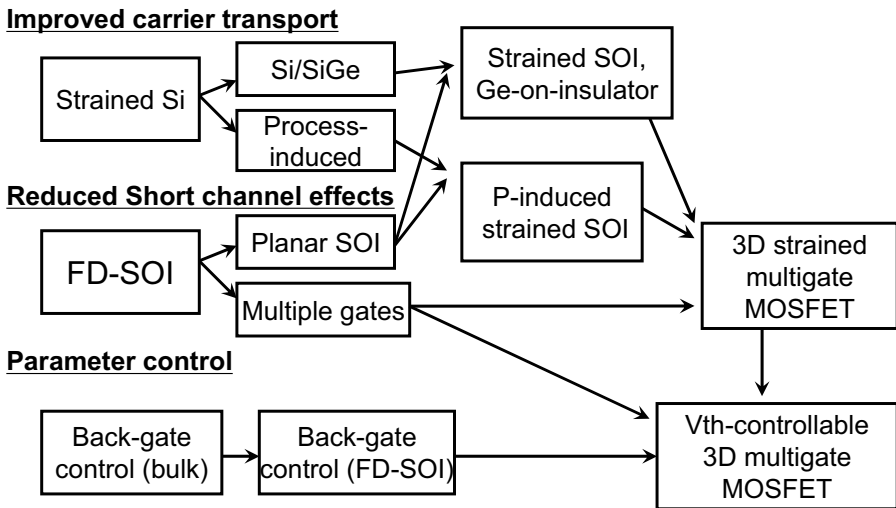 Improved carrier transport
Strained Si
Si/SiGe
Process-
induced
Strained SOI,
Ge-on-insulator
Reduced Short channel effects
FD-SOI
Planar SOI
Multiple gates
P-induced
strained SOI
3D strained
multigate
MOSFET
Parameter control
Back-gate
control (bulk)
Back-gate
control (FD-SOI)
Vth-controllable
3D multigate
MOSFET